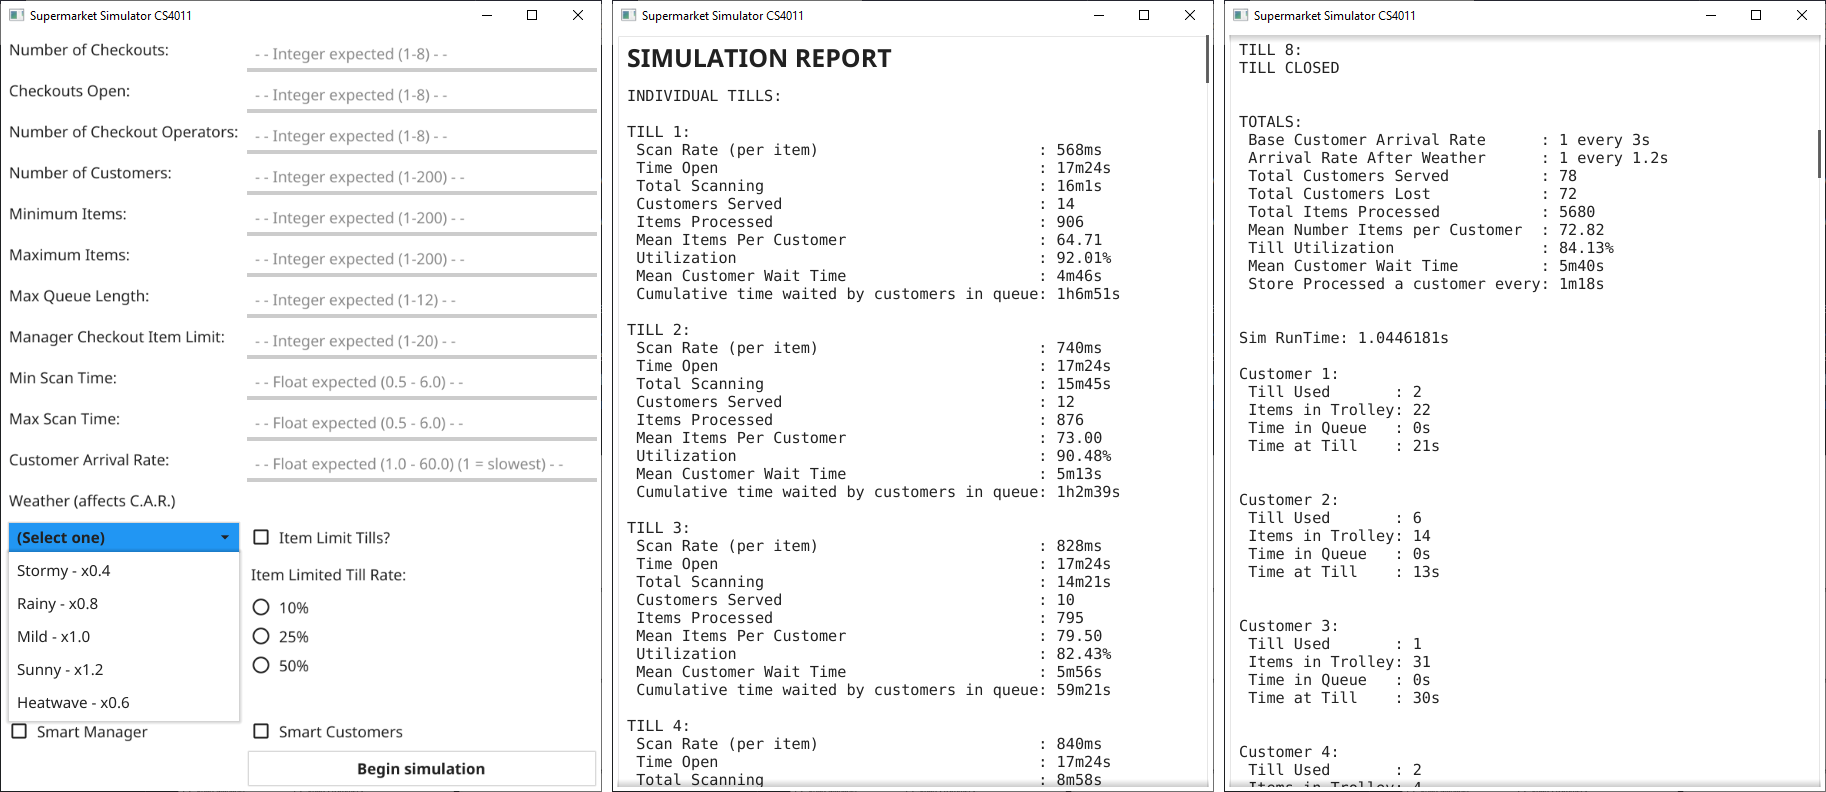 Supermarket Simulator CS4011
Number of Checkouts: - - Integer expected (1-8) - -
Checkouts Open: - - Integer expected (1-8) - -
Number of Checkout Operators: - - Integer expected (1-8) - -
Number of Customers: - - Integer expected (1-200) - -
Minimum Items: - - Integer expected (1-200) - -
Maximum Items: - - Integer expected (1-200) - -
Max Queue Length: - - Integer expected (1-12) - -
Manager Checkout Item Limit: - - Integer expected (1-20) - -
Min Scan Time: - - Float expected (0.5 - 6.0) - -
Max Scan Time: - - Float expected (0.5 - 6.0) - -
Customer Arrival Rate: - - Float expected (1.0 - 60.0) (1 = slowest) - -
Weather (affects C.A.R.)
(Select one)
Stormy - x0.4
Rainy - x0.8
Mild - x1.0
Sunny - x1.2
Heatwave - x0.6
Item Limit Tills?
Item Limited Till Rate:
10%
25%
50%
Smart Manager
Smart Customers
Begin simulation
Supermarket Simulator CS4011
SIMULATION REPORT
INDIVIDUAL TILLS:
TILL 1:
Scan Rate (per item) : 568ms
Time Open : 17m24s
Total Scanning : 16m1s
Customers Served : 14
Items Processed : 906
Mean Items Per Customer : 64.71
Utilization : 92.01%
Mean Customer Wait Time : 4m46s
Cumulative time waited by customers in queue: 1h6m51s
TILL 2:
Scan Rate (per item) : 740ms
Time Open : 17m24s
Total Scanning : 15m45s
Customers Served : 12
Items Processed : 876
Mean Items Per Customer : 73.00
Utilization : 90.48%
Mean Customer Wait Time : 5m13s
Cumulative time waited by customers in queue: 1h2m39s
TILL 3:
Scan Rate (per item) : 828ms
Time Open : 17m24s
Total Scanning : 14m21s
Customers Served : 10
Items Processed : 795
Mean Items Per Customer : 79.50
Utilization : 82.43%
Mean Customer Wait Time : 5m56s
Cumulative time waited by customers in queue: 59m21s
TILL 4:
Scan Rate (per item) : 840ms
Time Open : 17m24s
Total Scanning : 8m58s
Supermarket Simulator CS4011
TILL 8:
TILL CLOSED
TOTALS:
Base Customer Arrival Rate : 1 every 3s
Arrival Rate After Weather : 1 every 1.2s
Total Customers Served : 78
Total Customers Lost : 72
Total Items Processed : 5680
Mean Number Items per Customer : 72.82
Till Utilization : 84.13%
Mean Customer Wait Time : 5m40s
Store Processed a customer every: 1m18s
Sim RunTime: 1.0446181s
Customer 1:
Till Used : 2
Items in Trolley: 22
Time in Queue : 0s
Time at Till : 21s
Customer 2:
Till Used : 6
Items in Trolley: 14
Time in Queue : 0s
Time at Till : 13s
Customer 3:
Till Used : 1
Items in Trolley: 31
Time in Queue : 0s
Time at Till : 30s
Customer 4:
Till Used : 2
Items in Trolley: 4